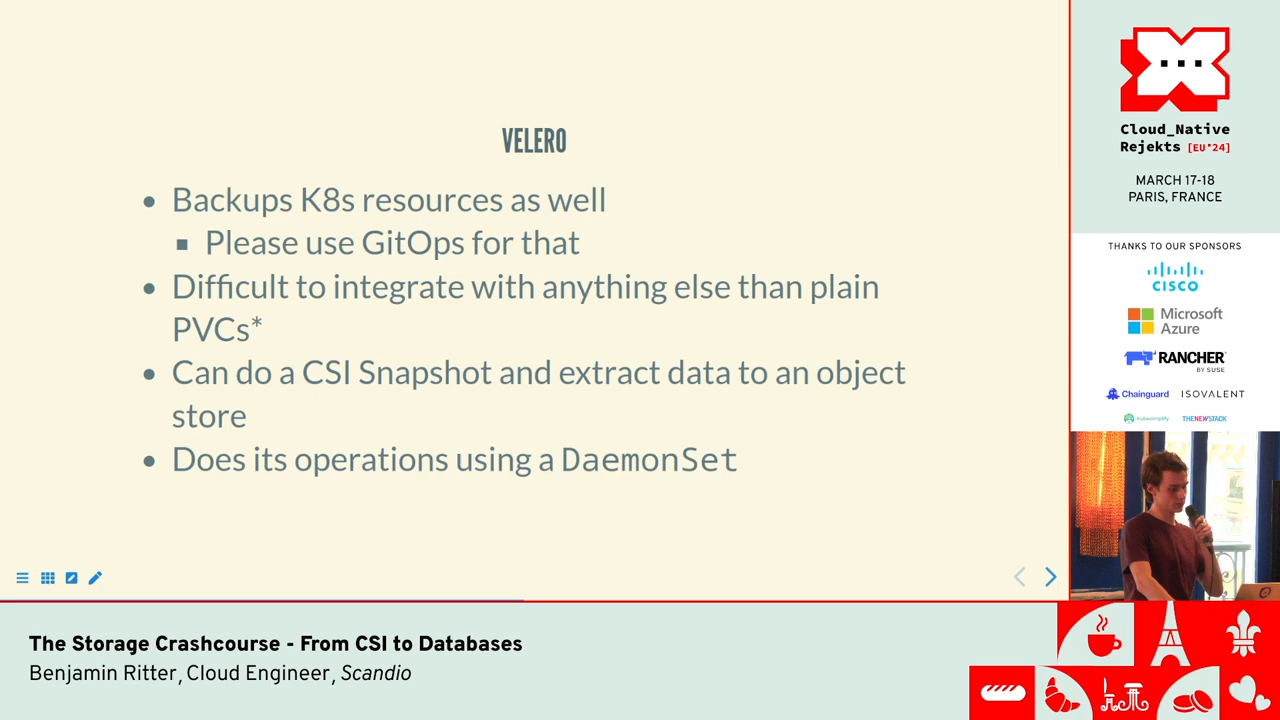 VELERO
Backups K8s resources as well
Please use GitOps for that
Difficult to integrate with anything else than plain
PVCs*
Can do a CSI Snapshot and extract data to an object
store
Does its operations using a DaemonSet
Cloud_Native
Rejekts [EU'24]
MARCH 17-18
PARIS, FRANCE
THANKS TO OUR SPONSORS
CISCO
Microsoft
Azure
RANCHER
BY SUSE
Chainguard ISOVALENT
kubesimplify THENEWSTACK
The Storage Crashcourse - From CSI to Databases
Benjamin Ritter, Cloud Engineer, Scandio